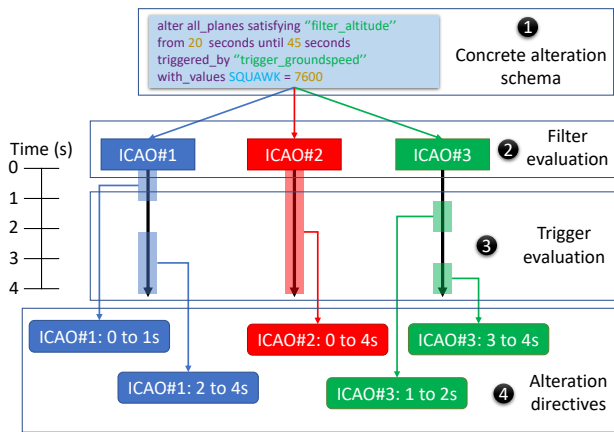 alter all_planes satisfying "filter_altitude"
from 20 seconds until 45 seconds
triggered_by "trigger_groundspeed"
with_values SQUAWK = 7600
1
Concrete alteration
schema
Time (s)
ICAO#1
ICAO#2
ICAO#3
2
Filter
evaluation
0
1
2
3
4
3
Trigger
evaluation
ICAO#1: 0 to 1s
ICAO#2: 0 to 4s
ICAO#3: 3 to 4s
ICAO#1: 2 to 4s
ICAO#3: 1 to 2s
4
Alteration
directives